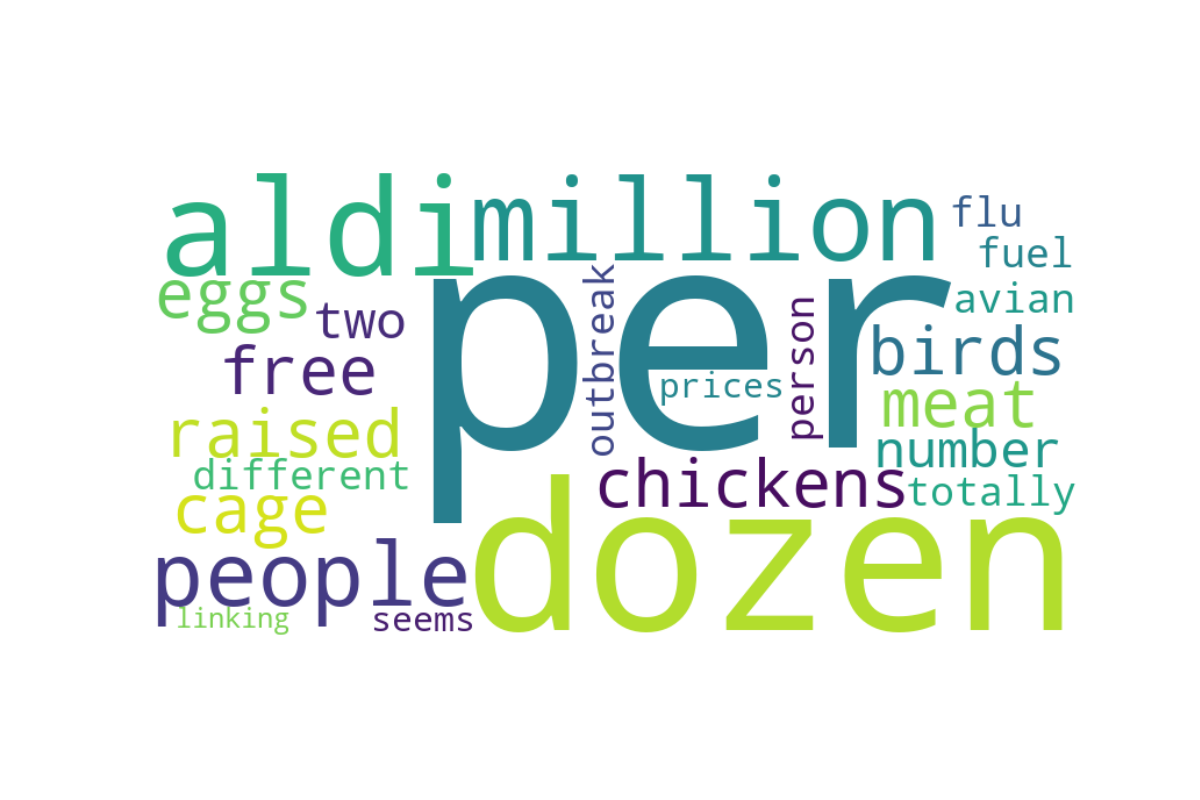 aldi
million
flu
fuel
eggs
two
per
outbreak
prices
person
avian
birds
free
meat
raised
number
different
chickens
totally
cage
people
dozen
linking
seems